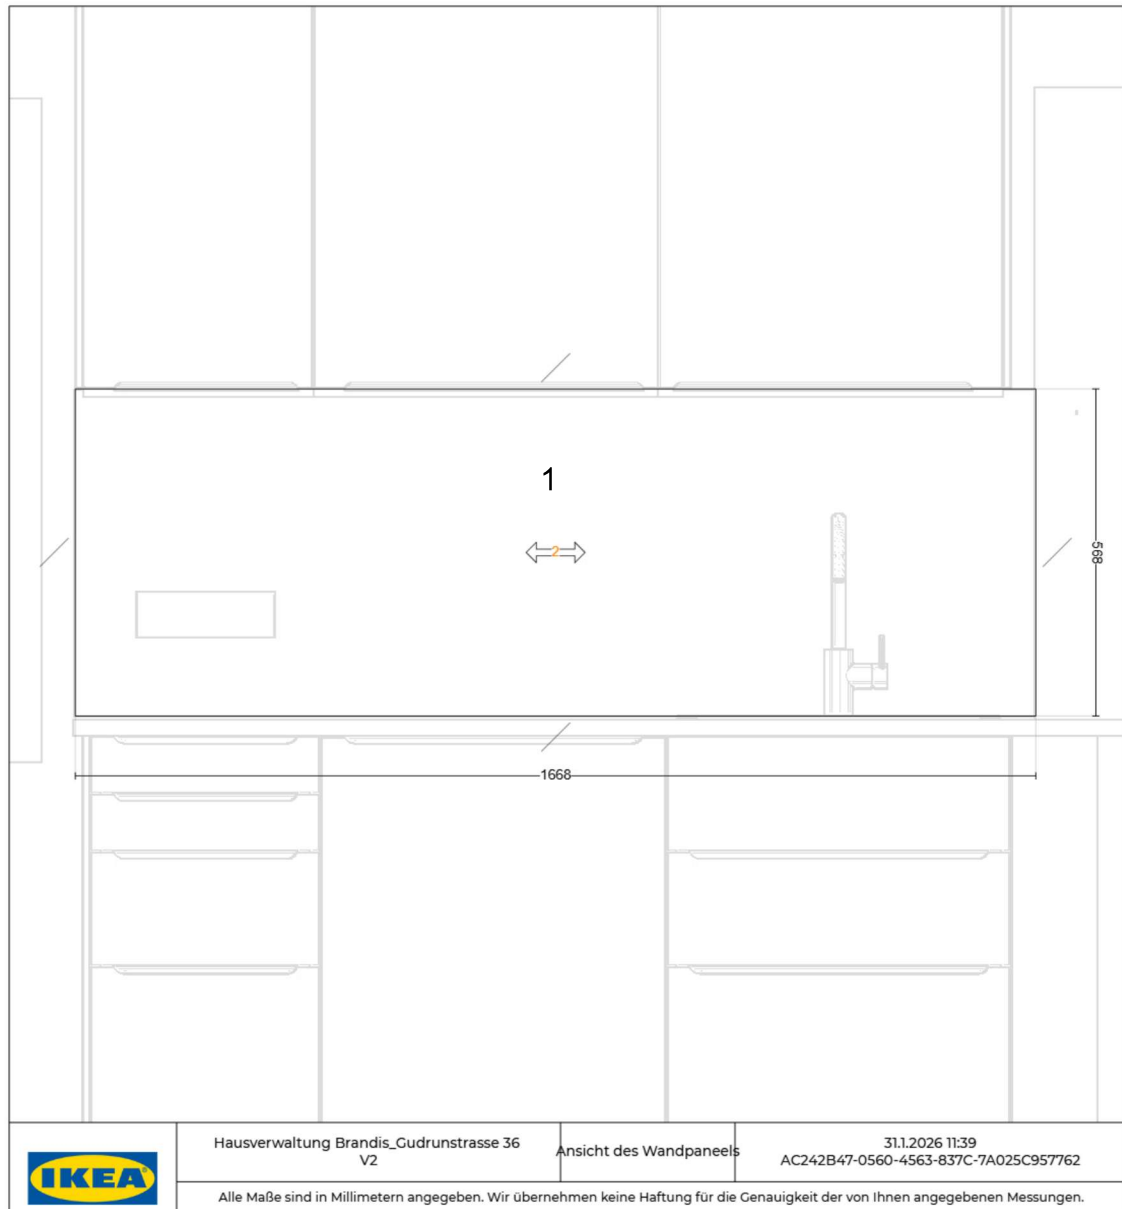 1
2
568
1668
IKEA
Hausverwaltung Brandis_Gudrunstrasse 36
V2
Ansicht des Wandpaneels
31.1.2026 11:39
AC242B47-0560-4563-837C-7A025C957762
Alle Maße sind in Millimetern angegeben. Wir übernehmen keine Haftung für die Genauigkeit der von Ihnen angegebenen Messungen.